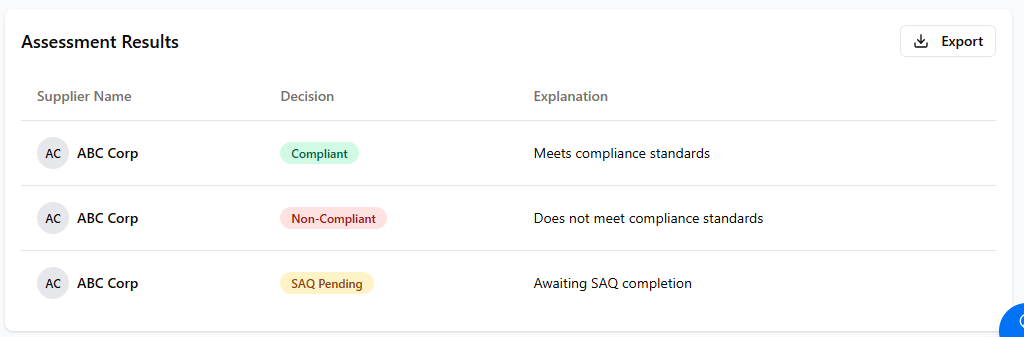 Assessment Results
Export
Supplier Name Decision Explanation
AC ABC Corp Compliant Meets compliance standards
AC ABC Corp Non-Compliant Does not meet compliance standards
AC ABC Corp SAQ Pending Awaiting SAQ completion